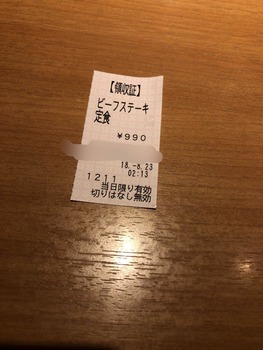 【領収証】
ビーフステーキ
定食
¥990
18.-8.23
02:13
1211
当日限り有効
切りはなし無効